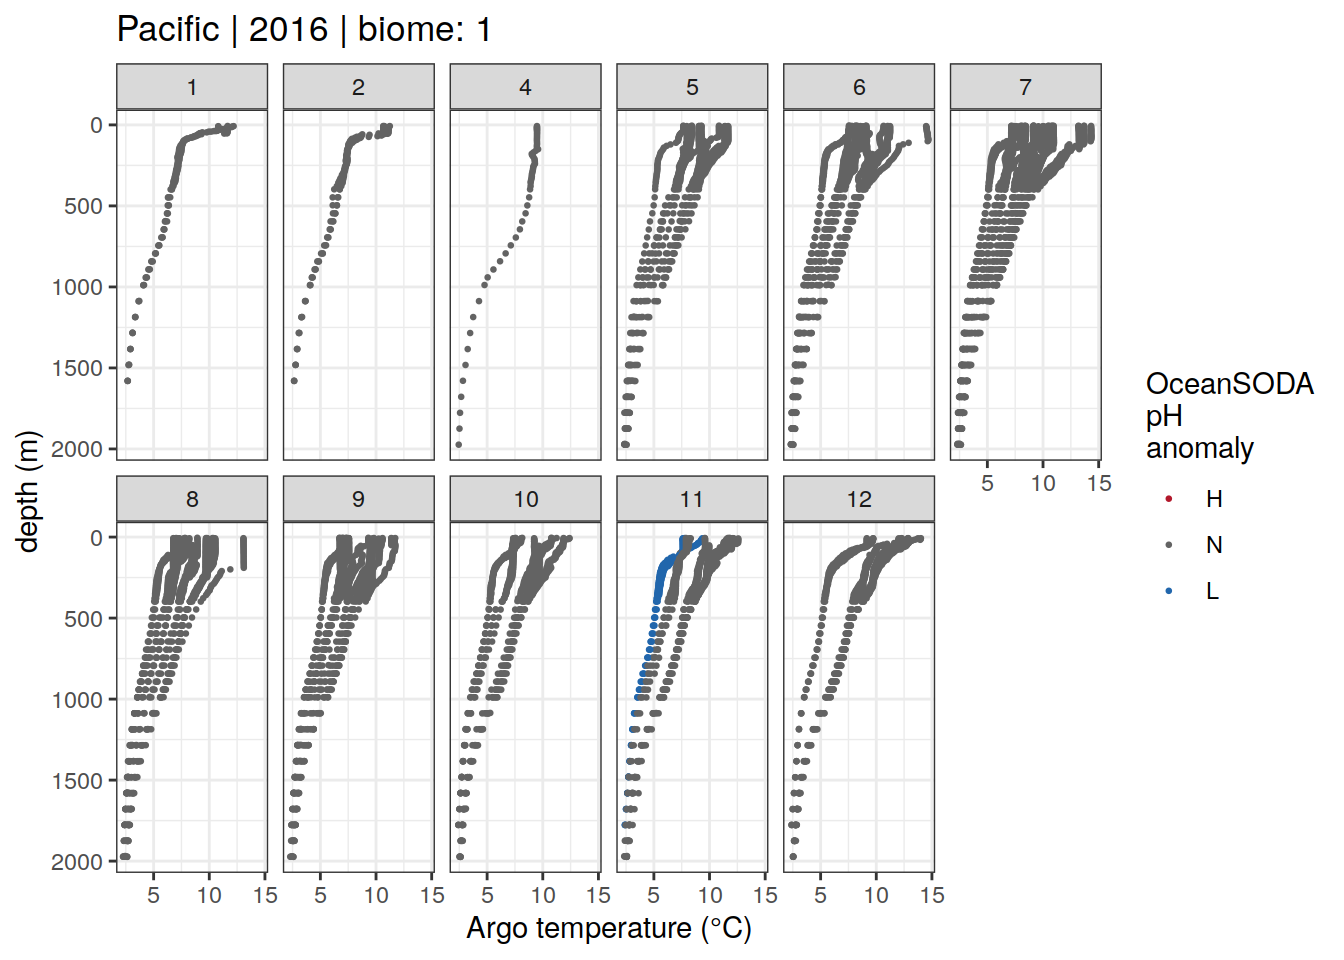 Pacific | 2016 | biome: 1
1 2 4 5 6 7
0
500
1000
1500
2000
5 10 15
8 9 10 11 12
0
500
1000
1500
2000
5 10 15 5 10 15 5 10 15 5 10 15 5 10 15
depth (m)
Argo temperature (°C)
OceanSODA
pH
anomaly
H
N
L